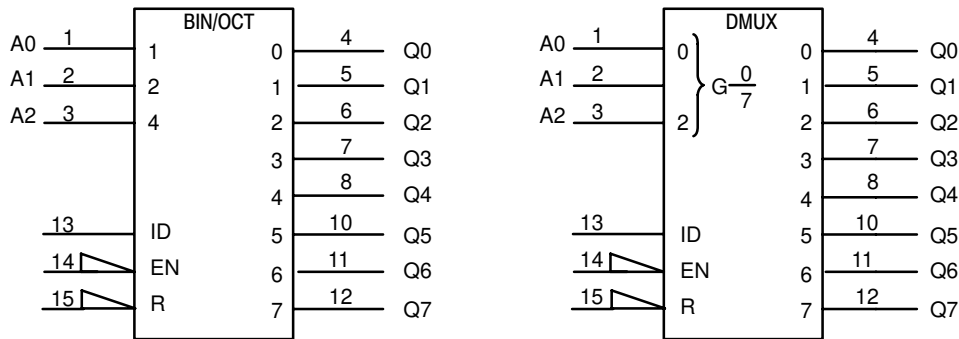 BIN/OCT
A0 1 1 0 4 Q0
1 5 Q1
A1 2 2
A2 3 4 2 6 Q2
3 7 Q3
4 8 Q4
13 ID 5 10 Q5
14 EN 6 11 Q6
15 R 7 12 Q7
DMUX
A0 1 0 0 4 Q0
1 5 Q1
A1 2 G 0/7
A2 3 2 2 6 Q2
3 7 Q3
4 8 Q4
13 ID 5 10 Q5
14 EN 6 11 Q6
15 R 7 12 Q7